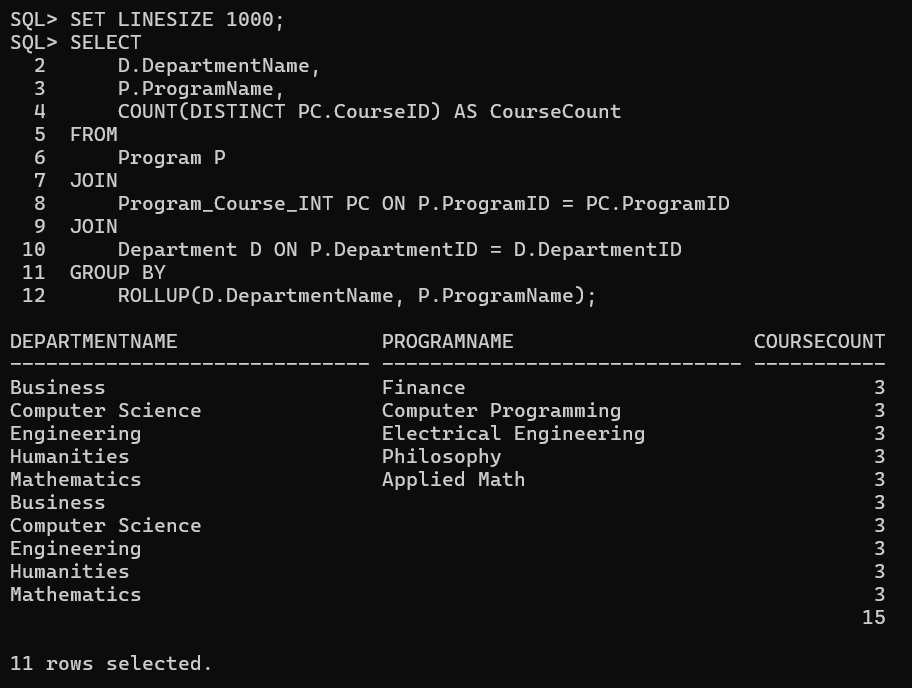 SQL> SET LINESIZE 1000;
SQL> SELECT
  2      D.DepartmentName,
  3      P.ProgramName,
  4      COUNT(DISTINCT PC.CourseID) AS CourseCount
  5  FROM
  6      Program P
  7  JOIN
  8      Program_Course_INT PC ON P.ProgramID = PC.ProgramID
  9  JOIN
 10      Department D ON P.DepartmentID = D.DepartmentID
 11  GROUP BY
 12      ROLLUP(D.DepartmentName, P.ProgramName);

DEPARTMENTNAME                 PROGRAMNAME                    COURSECOUNT
------------------------------ ------------------------------ -----------
Business                       Finance                                  3
Computer Science               Computer Programming                     3
Engineering                    Electrical Engineering                   3
Humanities                     Philosophy                               3
Mathematics                    Applied Math                             3
Business                                                                3
Computer Science                                                        3
Engineering                                                             3
Humanities                                                              3
Mathematics                                                             3
                                                                       15

11 rows selected.